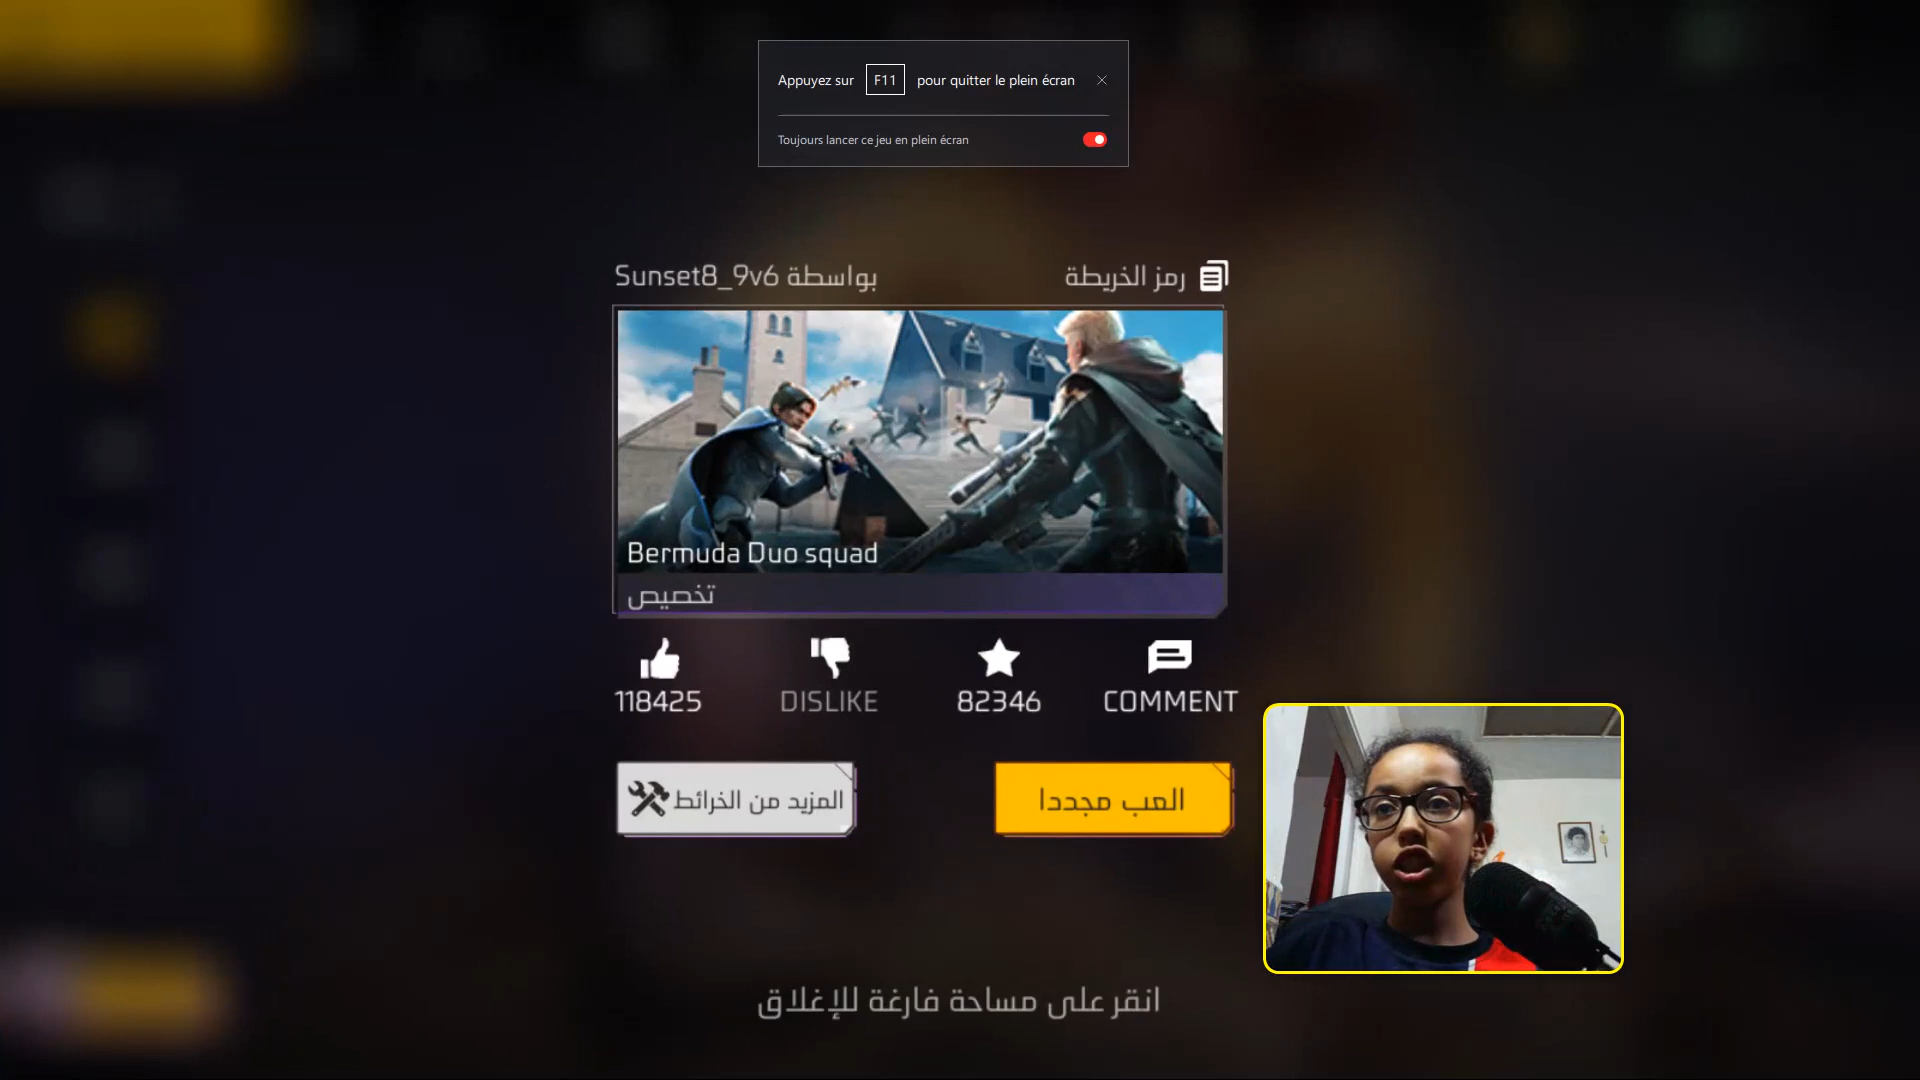 Appuyez sur F11 pour quitter le plein écran
Toujours lancer ce jeu en plein écran
بواسطة Sunset8_9v6
رمز الخريطة
Bermuda Duo squad
تخصيص
118425
DISLIKE
82346
COMMENT
المزيد من الخرائط
العب مجددا
انقر على مساحة فارغة للإغلاق